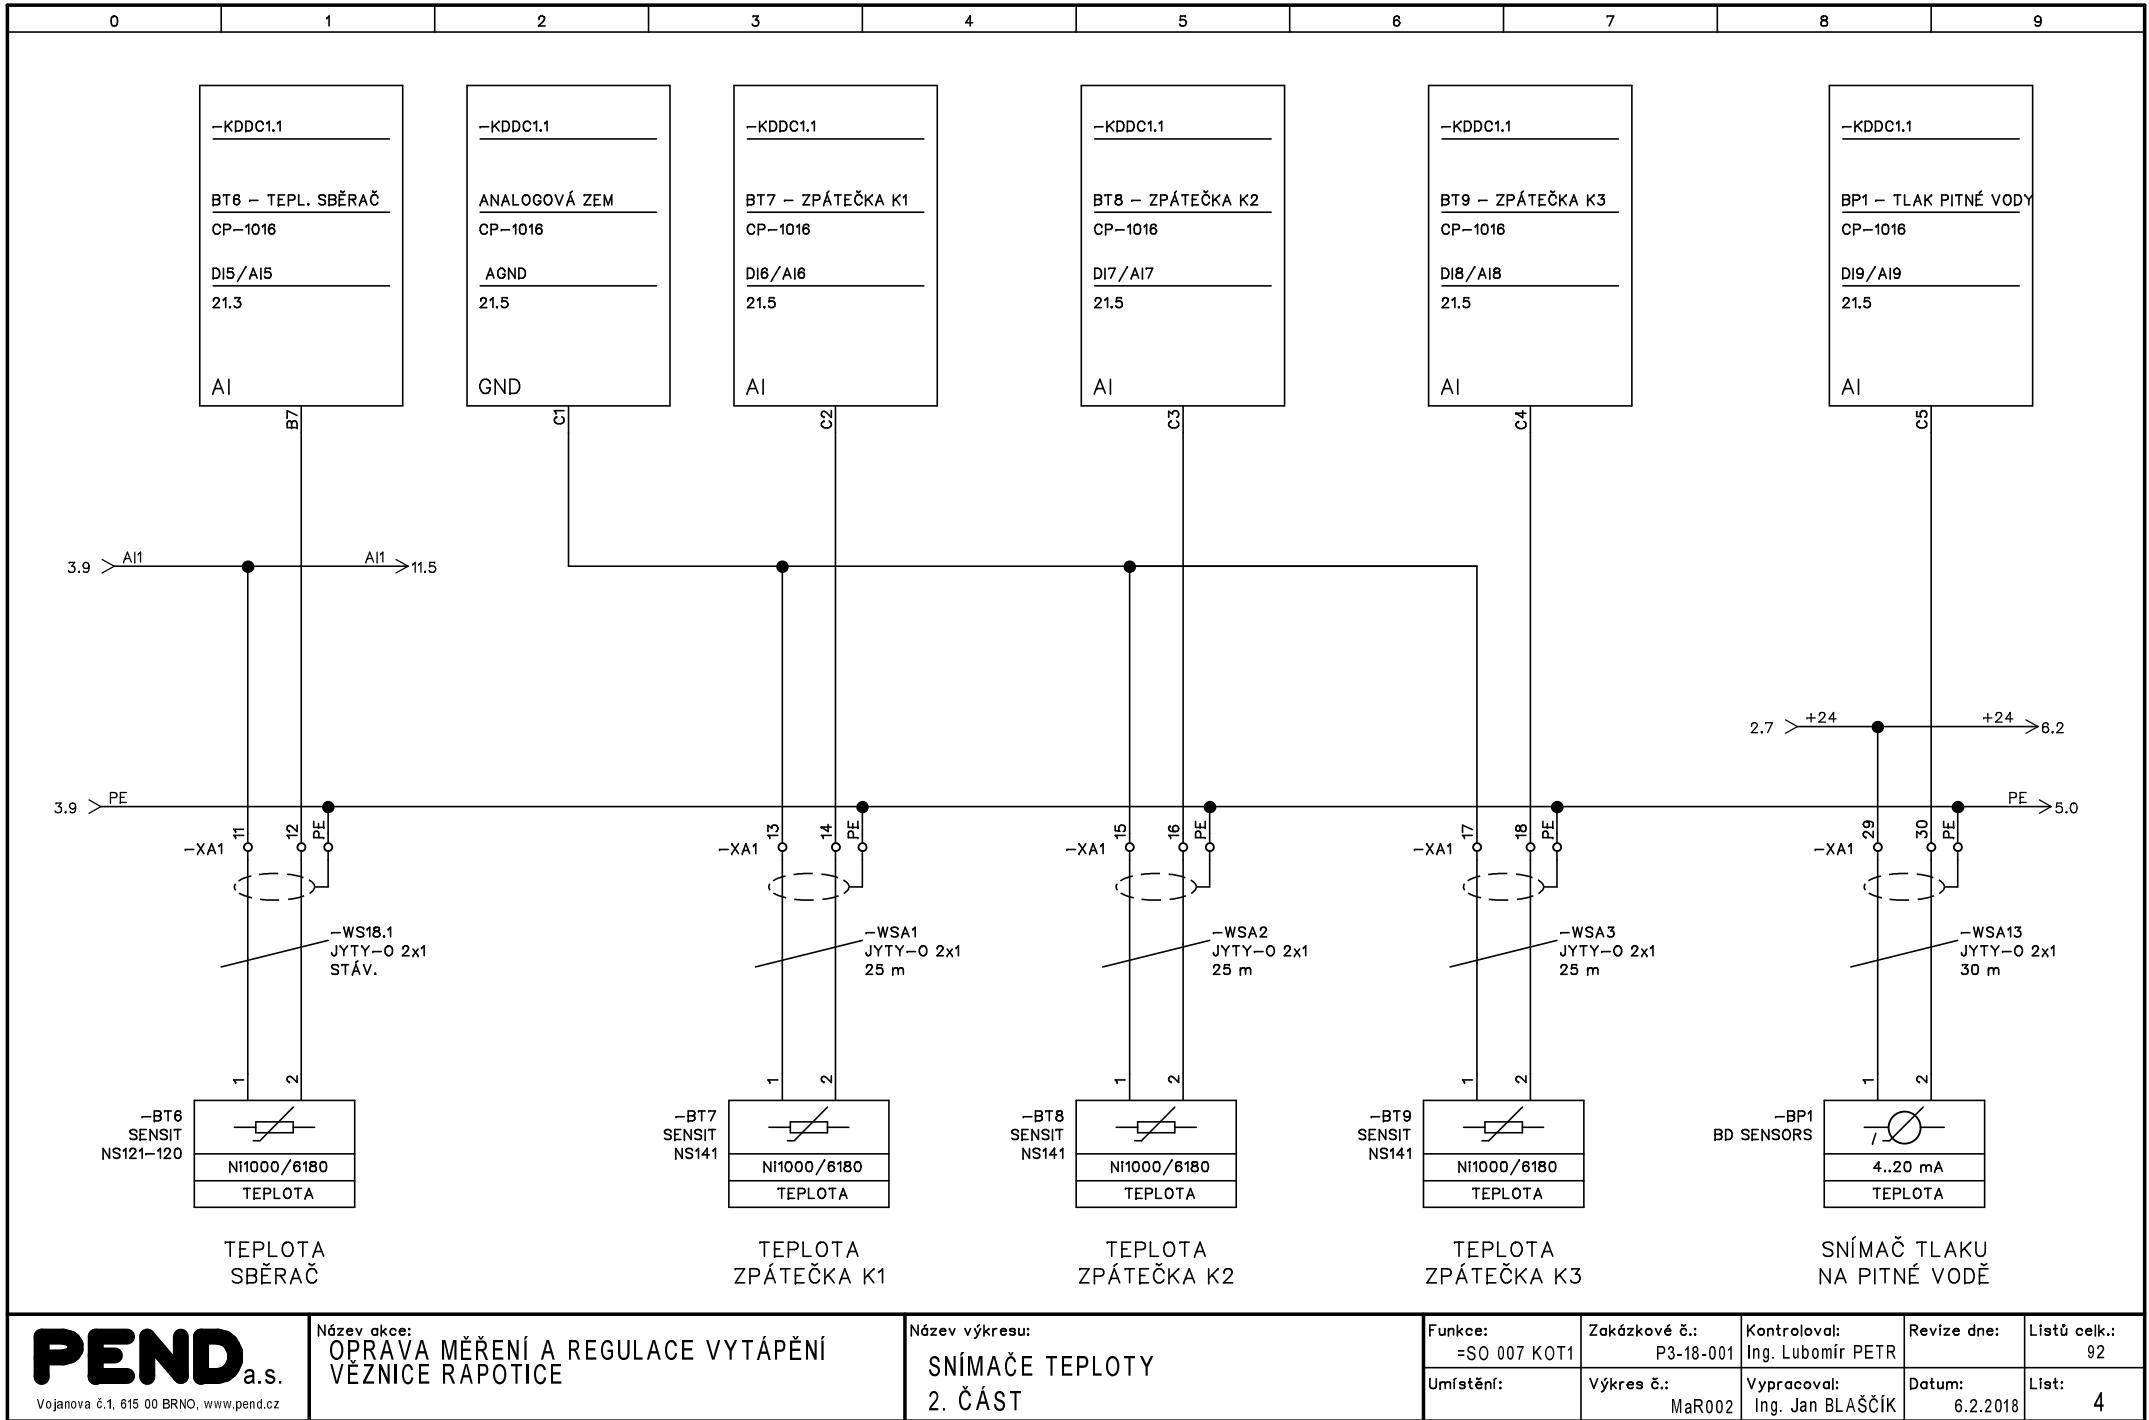 0 1 2 3 4 5 6 7 8 9
-KDDC1.1
BT6 - TEPL. SBĚRAČ
CP-1016
DI5/AI5
21.3
AI
B7
-KDDC1.1
ANALOGOVÁ ZEM
CP-1016
AGND
21.5
GND
C1
-KDDC1.1
BT7 - ZPÁTEČKA K1
CP-1016
DI6/AI6
21.5
AI
C2
-KDDC1.1
BT8 - ZPÁTEČKA K2
CP-1016
DI7/AI7
21.5
AI
C3
-KDDC1.1
BT9 - ZPÁTEČKA K3
CP-1016
DI8/AI8
21.5
AI
C4
-KDDC1.1
BP1 - TLAK PITNÉ VODY
CP-1016
DI9/AI9
21.5
AI
C5
3.9 AI1 AI1 11.5
2.7 +24 +24 6.2
3.9 PE PE 5.0
-XA1 11 12 PE
-XA1 13 14 PE
-XA1 15 16 PE
-XA1 17 18 PE
-XA1 29 30 PE
-WS18.1
JYTY-O 2x1
STÁV.
-WSA1
JYTY-O 2x1
25 m
-WSA2
JYTY-O 2x1
25 m
-WSA3
JYTY-O 2x1
25 m
-WSA13
JYTY-O 2x1
30 m
1 2
-BT6
SENSIT
NS121-120
Ni1000/6180
TEPLOTA
1 2
-BT7
SENSIT
NS141
Ni1000/6180
TEPLOTA
1 2
-BT8
SENSIT
NS141
Ni1000/6180
TEPLOTA
1 2
-BT9
SENSIT
NS141
Ni1000/6180
TEPLOTA
1 2
-BP1
BD SENSORS
4..20 mA
TEPLOTA
TEPLOTA
SBĚRAČ
TEPLOTA
ZPÁTEČKA K1
TEPLOTA
ZPÁTEČKA K2
TEPLOTA
ZPÁTEČKA K3
SNÍMAČ TLAKU
NA PITNÉ VODĚ
PEND a.s.
Vojanova č.1, 615 00 BRNO, www.pend.cz
Název akce:
OPRAVA MĚŘENÍ A REGULACE VYTÁPĚNÍ
VĚZNICE RAPOTICE
Název výkresu:
SNÍMAČE TEPLOTY
2. ČÁST
Funkce:
=SO 007 KOT1
Umístění:
Zakázkové č.:
P3-18-001
Výkres č.:
MaR002
Kontroloval:
Ing. Lubomír PETR
Vypracoval:
Ing. Jan BLAŠČÍK
Revize dne:
Datum:
6.2.2018
Listů celk.:
92
List:
4